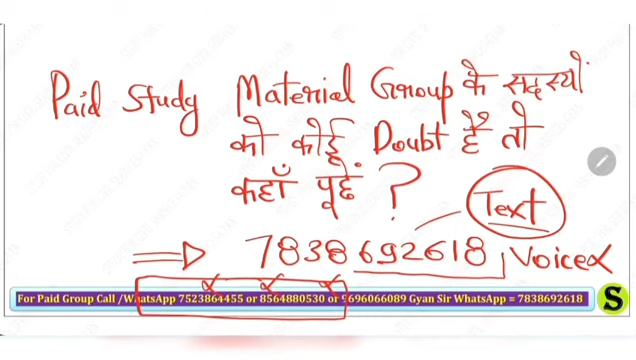 Paid Study Material Group के सदस्यों
को कोई Doubt है तो
कहाँ पूछें ?
Text
7838692618 Voice
For Paid Group Call /WhatsApp 7523864455 or 8564880530 or 9696066089 Gyan Sir WhatsApp = 7838692618
S